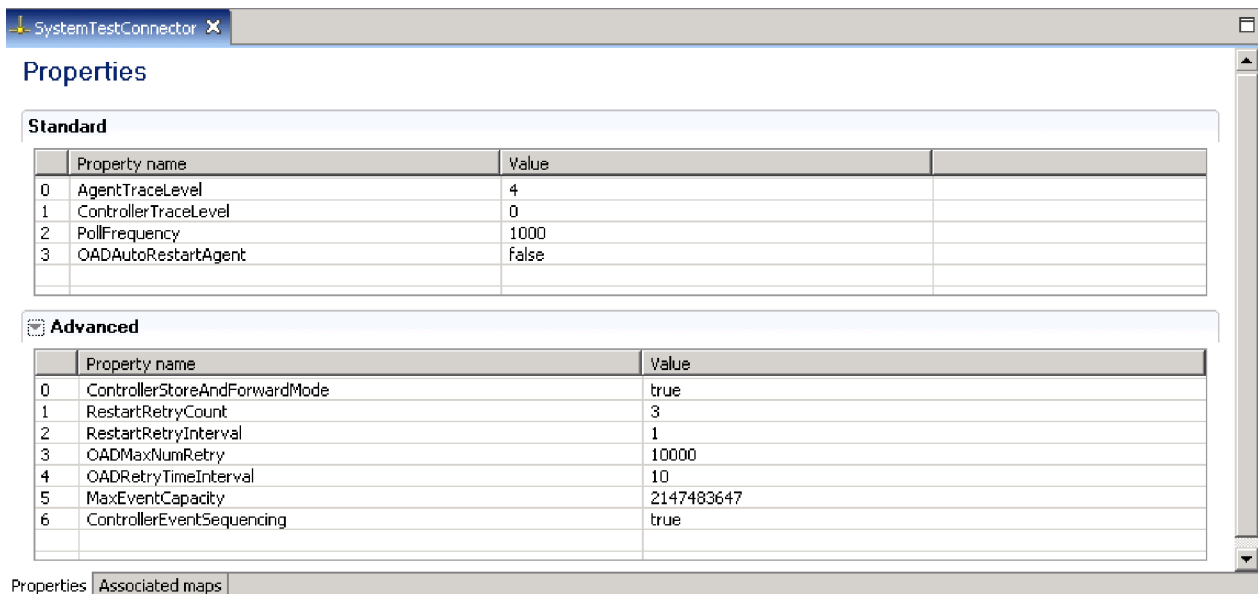 SystemTestConnector
Properties
Standard
Property name Value
0 AgentTraceLevel 4
1 ControllerTraceLevel 0
2 PollFrequency 1000
3 OADAutoRestartAgent false
Advanced
Property name Value
0 ControllerStoreAndForwardMode true
1 RestartRetryCount 3
2 RestartRetryInterval 1
3 OADMaxNumRetry 10000
4 OADRetryTimeInterval 10
5 MaxEventCapacity 2147483647
6 ControllerEventSequencing true
Properties Associated maps